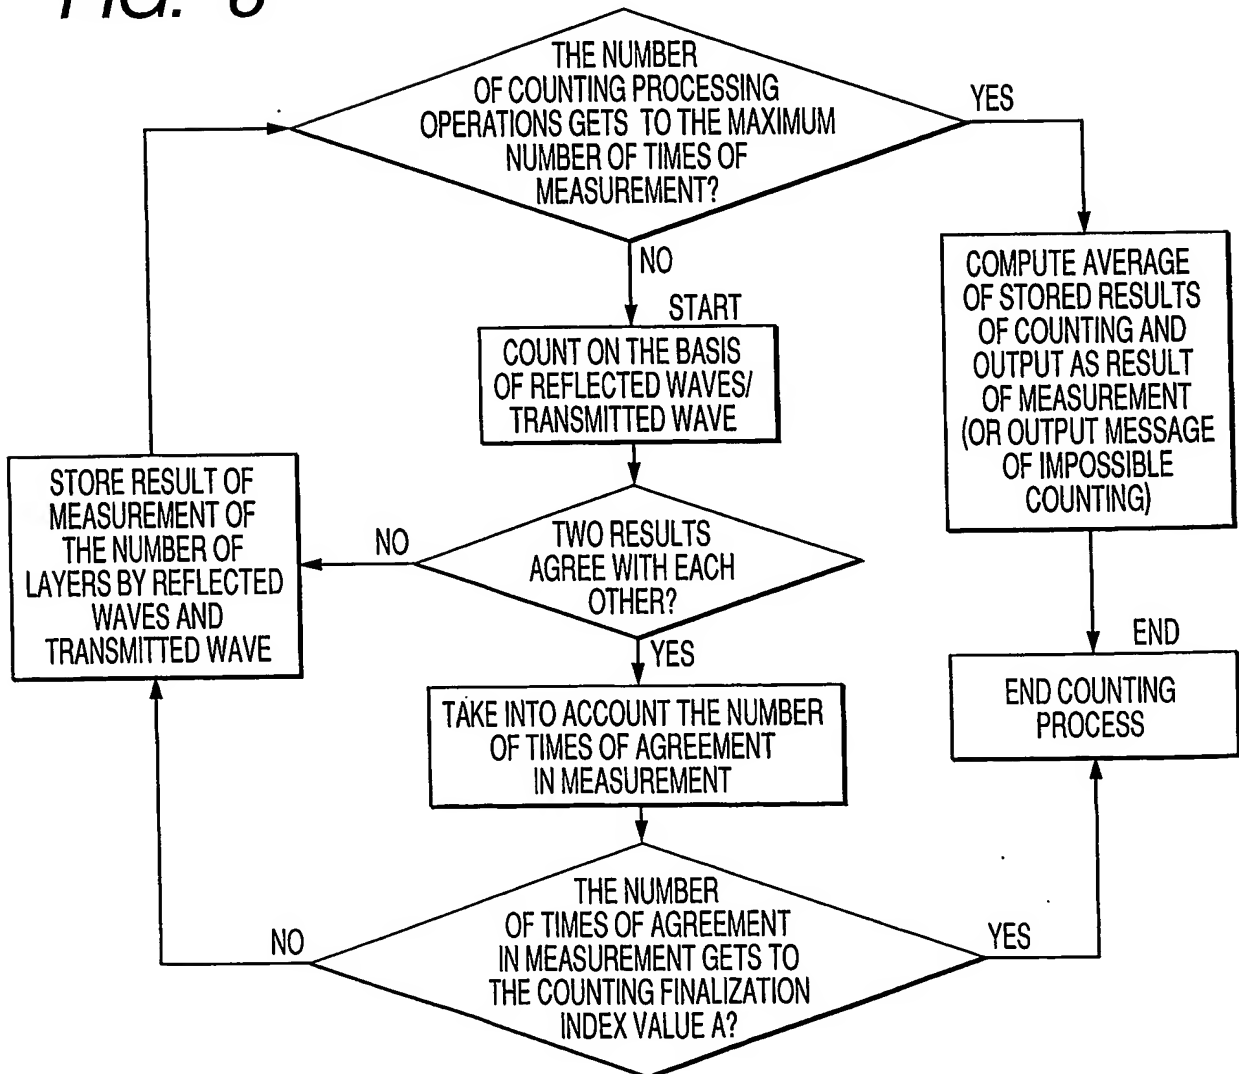 FIG.
THE NUMBER
OF COUNTING PROCESSING
OPERATIONS GETS TO THE MAXIMUM
NUMBER OF TIMES OF
MEASUREMENT?
YES
NO
START
COUNT ON THE BASIS
OF REFLECTED WAVES/
TRANSMITTED WAVE
COMPUTE AVERAGE
OF STORED RESULTS
OF COUNTING AND
OUTPUT AS RESULT
OF MEASUREMENT
(OR OUTPUT MESSAGE
OF IMPOSSIBLE
COUNTING)
STORE RESULT OF
MEASUREMENT OF
THE NUMBER OF
LAYERS BY REFLECTED
WAVES AND
TRANSMITTED WAVE
NO
TWO RESULTS
AGREE WITH EACH
OTHER?
YES
END
END COUNTING
PROCESS
TAKE INTO ACCOUNT THE NUMBER
OF TIMES OF AGREEMENT
IN MEASUREMENT
THE NUMBER
OF TIMES OF AGREEMENT
IN MEASUREMENT GETS TO
THE COUNTING FINALIZATION
INDEX VALUE A?
NO
YES